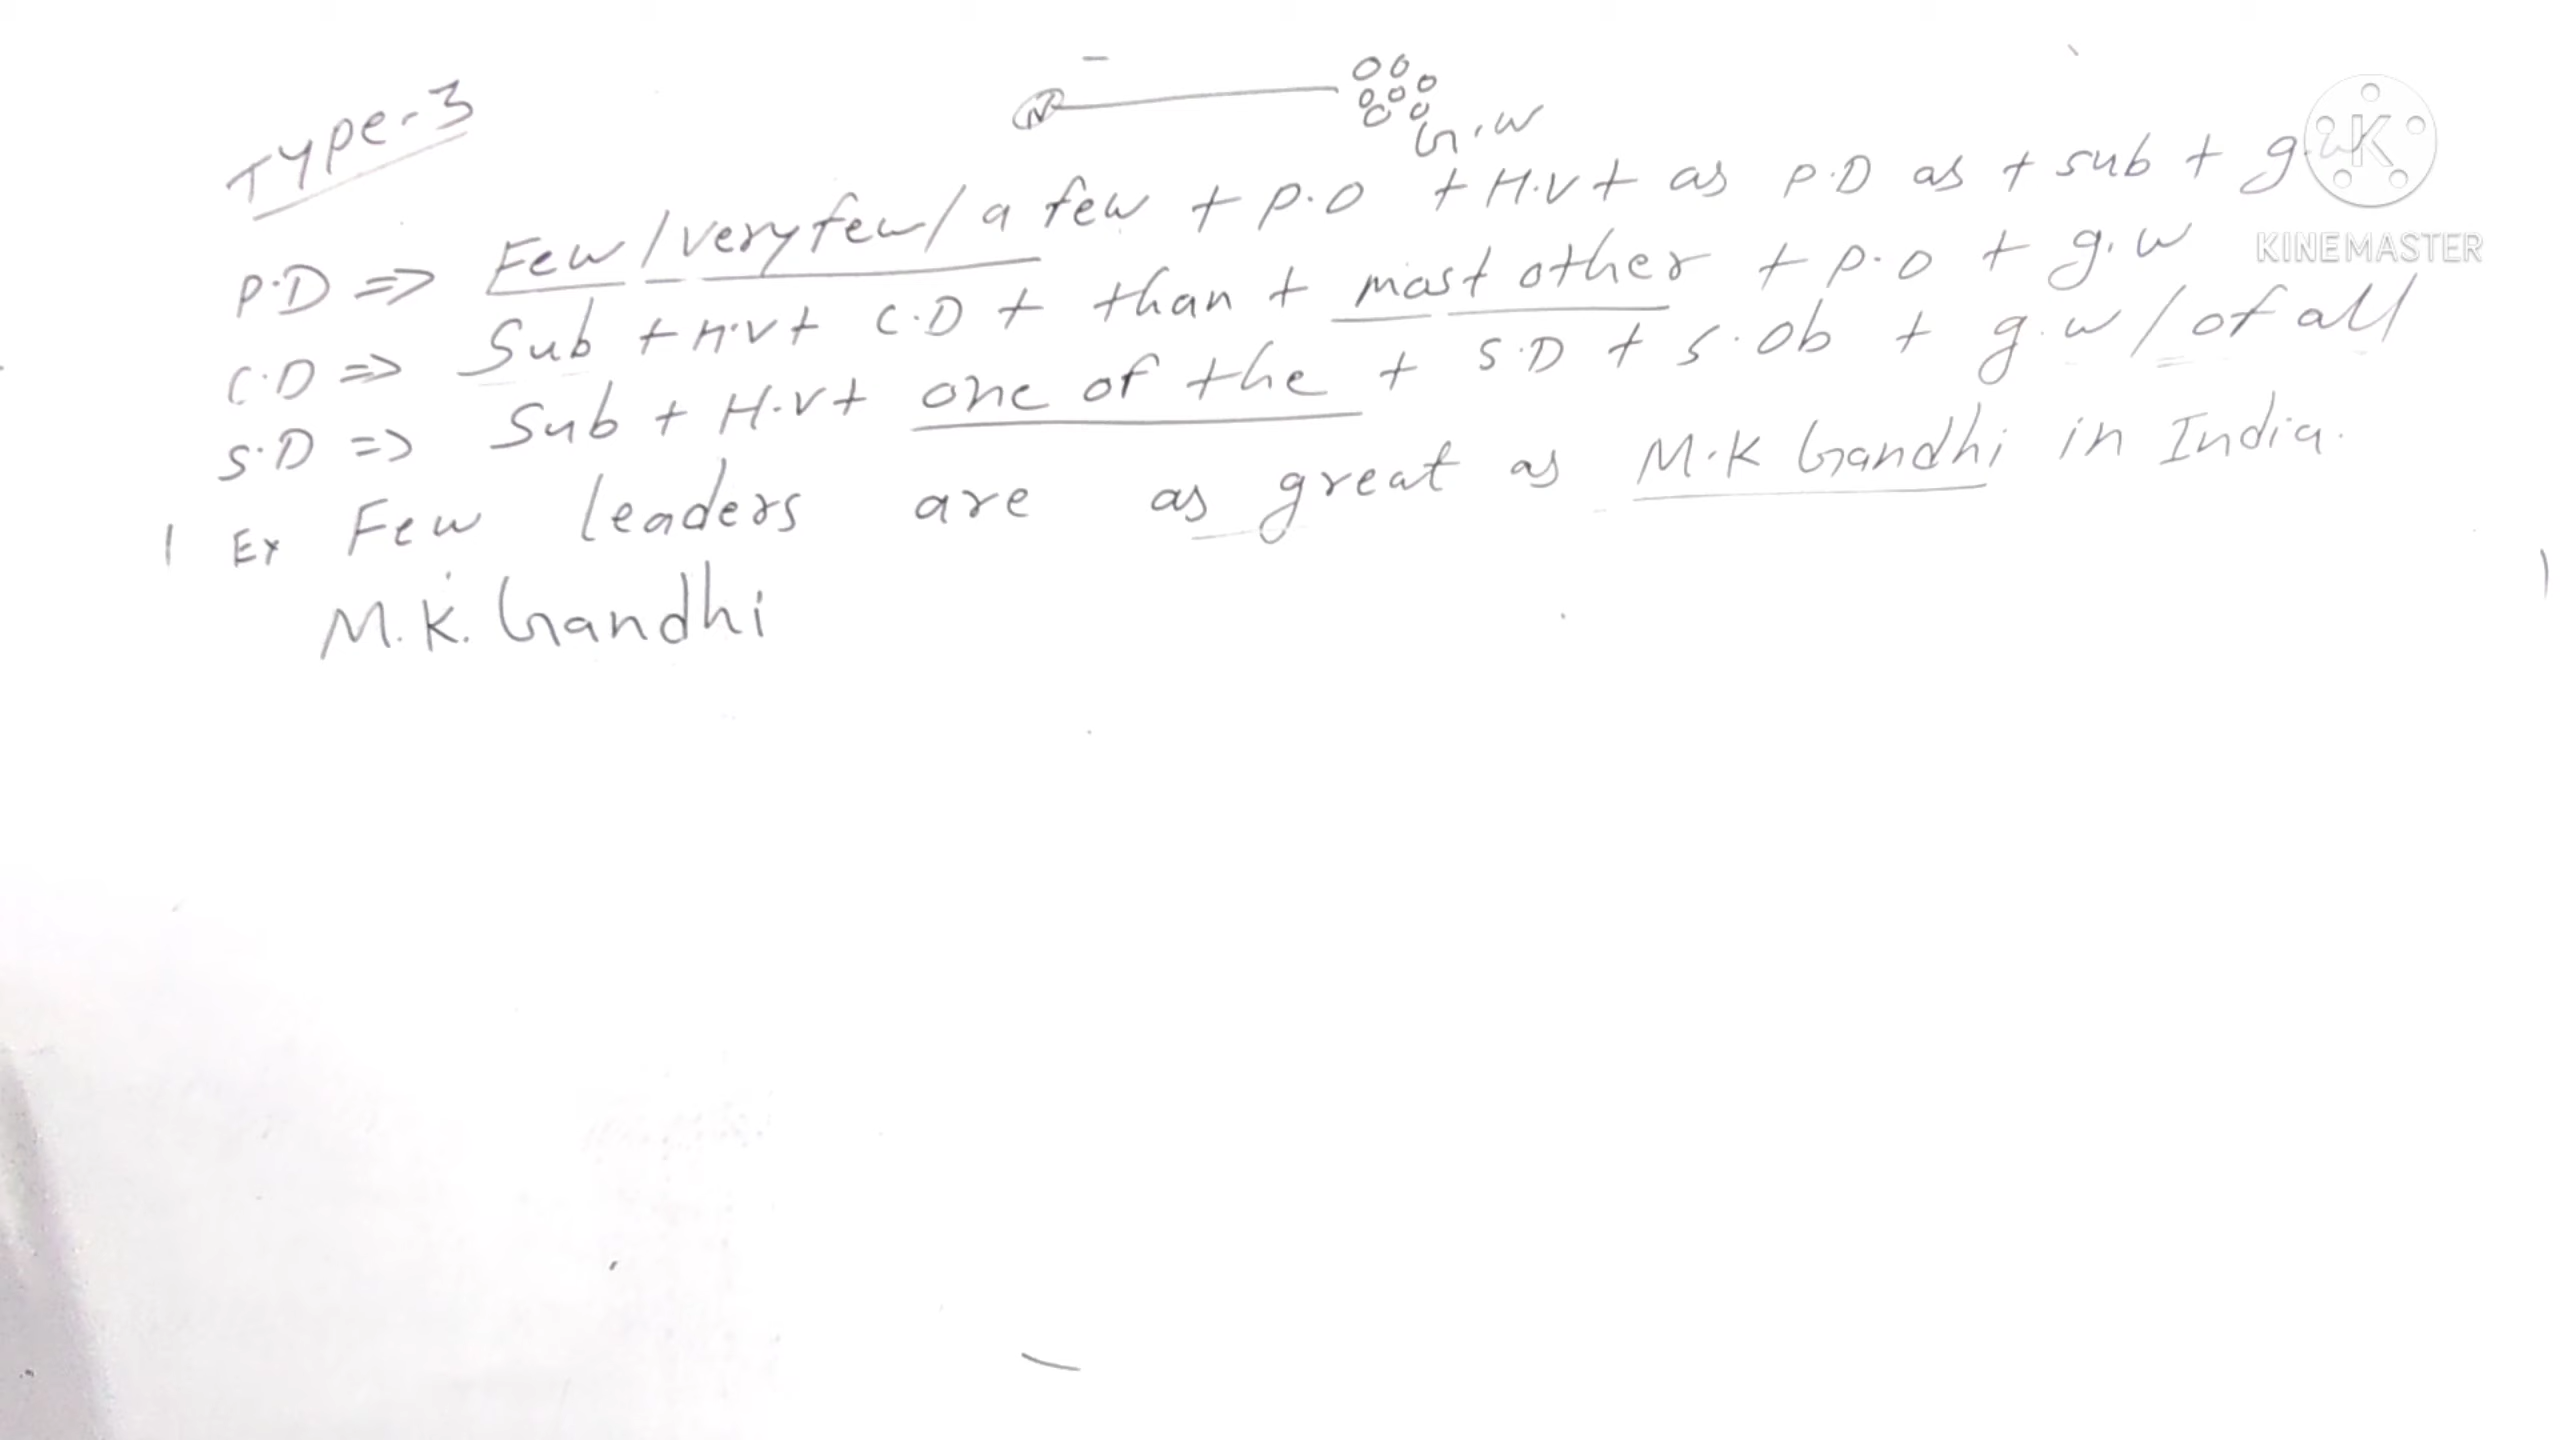 Type-3
G.W
P.D => Few / very few / a few + P.O + H.V + as P.D as + sub + g.w
C.D => Sub + H.V + C.D + than + most other + P.O + g.w
S.D => Sub + H.V + one of the + S.D + S.Ob + g.w / of all
1 Ex Few leaders are as great as M.K Gandhi in India.
M.K. Gandhi
K
KINEMASTER